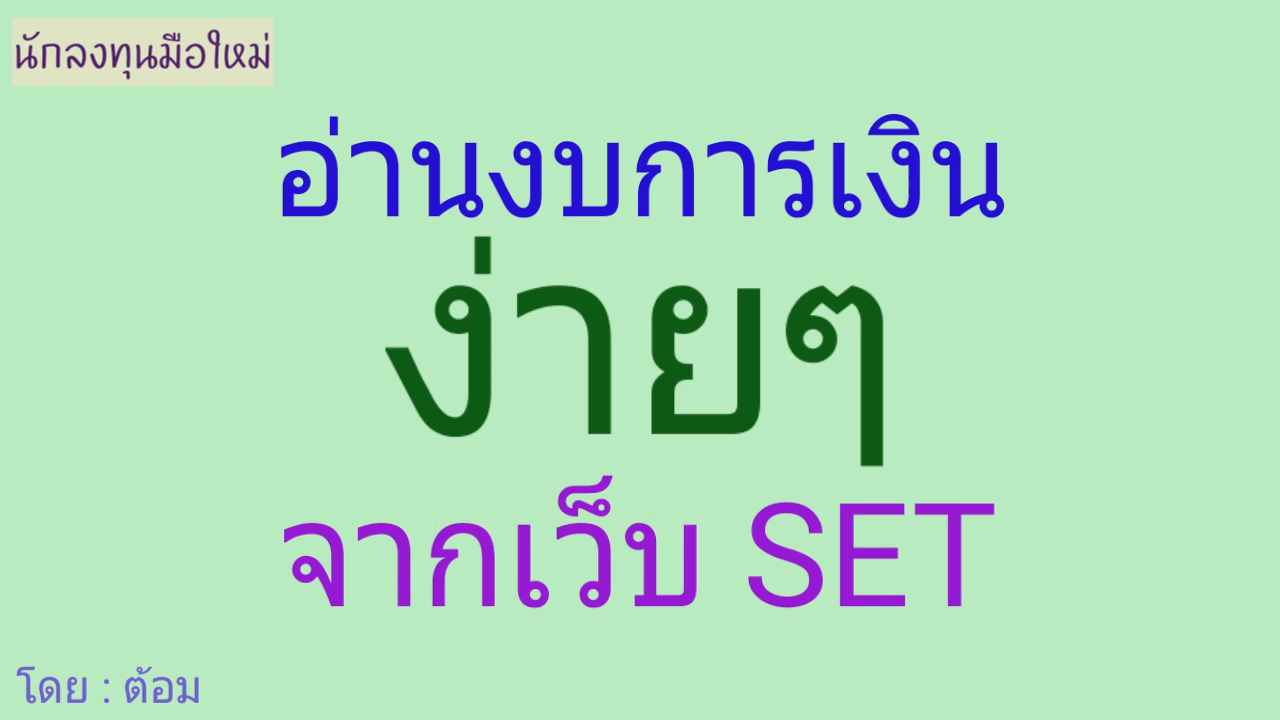 นักลงทุนมือใหม่
อ่านงบการเงิน
ง่ายๆ
จากเว็บ SET
โดย : ต้อม